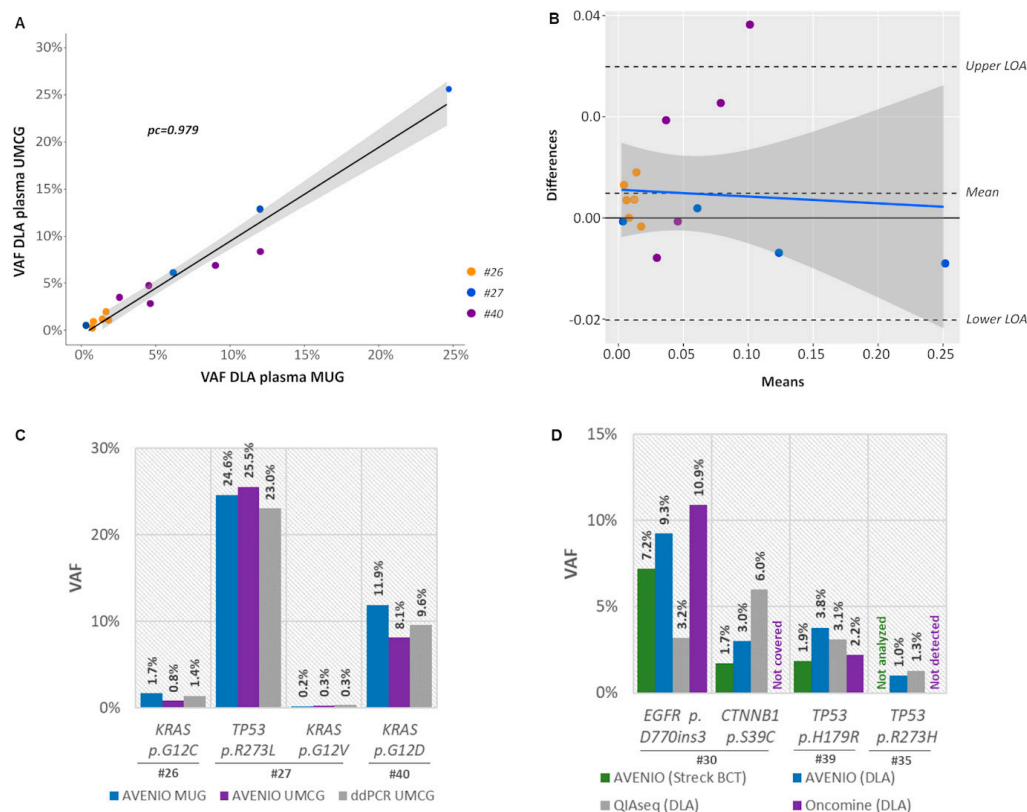 A
30%
25%
20%
15%
10%
5%
0%
VAF DLA plasma UMCG
pc=0.979
#26
#27
#40
0%
5%
10%
15%
20%
25%
VAF DLA plasma MUG
B
0.04
0.0
0.00
-0.02
Differences
Upper LOA
Mean
Lower LOA
0.00
0.05
0.10
0.15
0.20
0.25
Means
C
30%
20%
10%
0%
VAF
1.7%
0.8%
1.4%
24.6%
25.5%
23.0%
0.2%
0.3%
0.3%
11.9%
8.1%
9.6%
KRAS TP53 KRAS KRAS
p.G12C p.R273L p.G12V p.G12D
#26 #27 #40
AVENIO MUG AVENIO UMCG ddPCR UMCG
D
15%
10%
5%
0%
VAF
7.2%
9.3%
3.2%
10.9%
1.7%
3.0%
6.0%
Not covered
1.9%
3.8%
3.1%
2.2%
Not analyzed
1.0%
1.3%
Not detected
EGFR p. CTNNB1 TP53 TP53
D770ins3 p.S39C p.H179R p.R273H
#30 #39 #35
AVENIO (Streck BCT) AVENIO (DLA)
QIAseq (DLA) Oncomine (DLA)